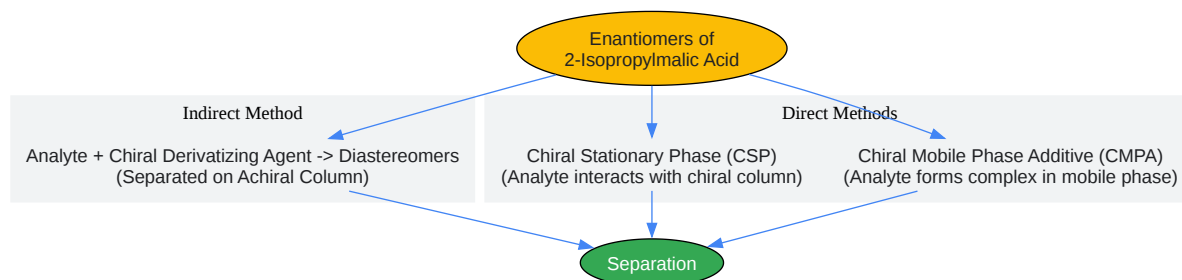 Enantiomers of
2-Isopropylmalic Acid
Indirect Method
Direct Methods
Analyte + Chiral Derivatizing Agent -> Diastereomers
(Separated on Achiral Column)
Chiral Stationary Phase (CSP)
(Analyte interacts with chiral column)
Chiral Mobile Phase Additive (CMPA)
(Analyte forms complex in mobile phase)
Separation